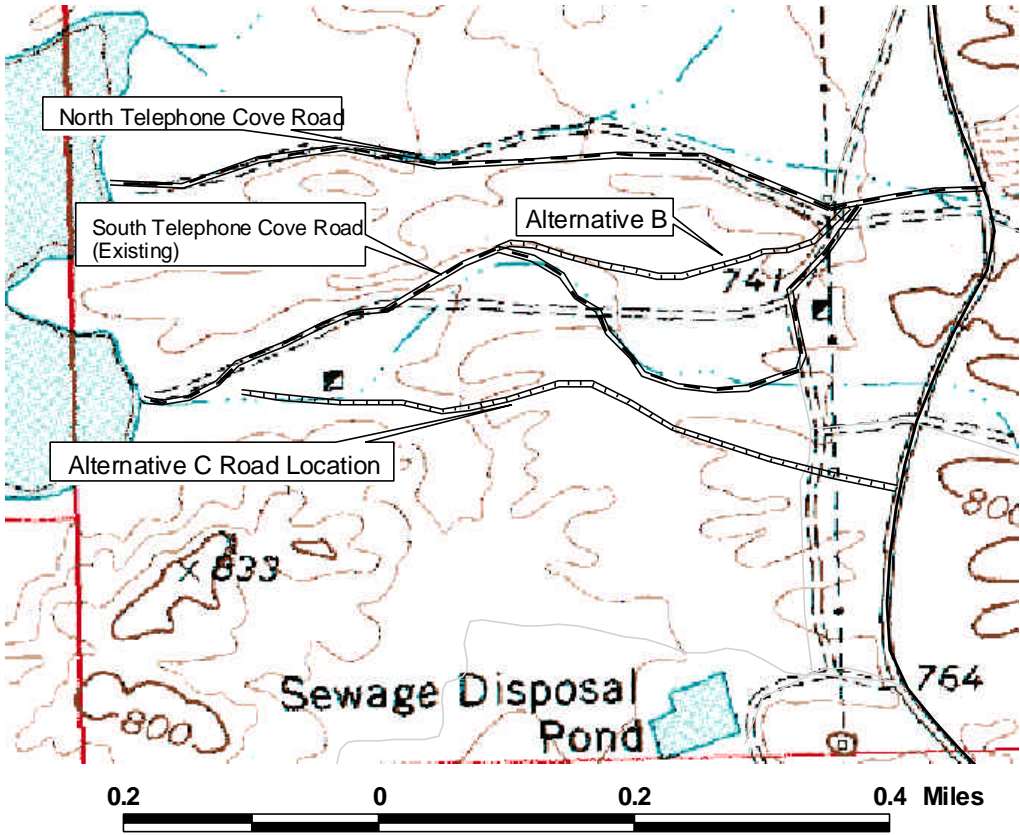 North Telephone Cove Road
South Telephone Cove Road
(Existing)
Alternative B
741
Alternative C Road Location
800
× 833
764
Sewage Disposal
Pond
800
0.2 0 0.2 0.4 Miles